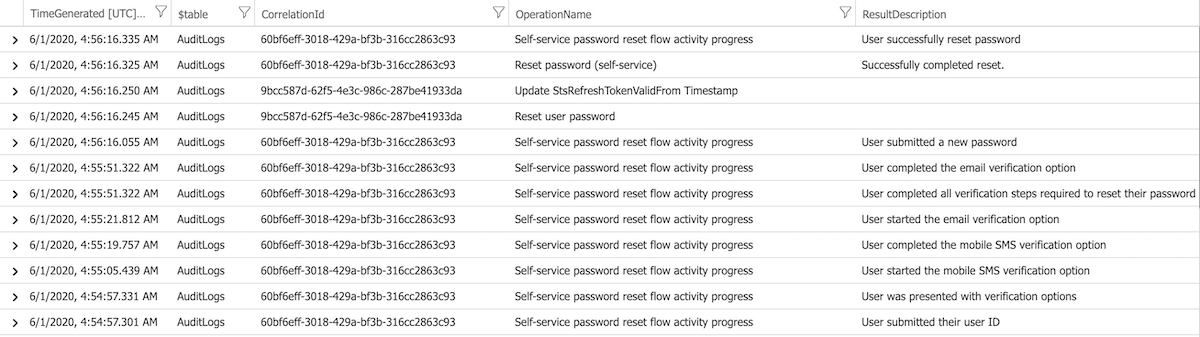 TimeGenerated [UTC]... $table CorrelationId OperationName ResultDescription
6/1/2020, 4:56:16.335 AM AuditLogs 60bf6eff-3018-429a-bf3b-316cc2863c93 Self-service password reset flow activity progress User successfully reset password
6/1/2020, 4:56:16.325 AM AuditLogs 60bf6eff-3018-429a-bf3b-316cc2863c93 Reset password (self-service) Successfully completed reset.
6/1/2020, 4:56:16.250 AM AuditLogs 9bcc587d-62f5-4e3c-986c-287be41933da Update StsRefreshTokenValidFrom Timestamp
6/1/2020, 4:56:16.245 AM AuditLogs 9bcc587d-62f5-4e3c-986c-287be41933da Reset user password
6/1/2020, 4:56:16.055 AM AuditLogs 60bf6eff-3018-429a-bf3b-316cc2863c93 Self-service password reset flow activity progress User submitted a new password
6/1/2020, 4:55:51.322 AM AuditLogs 60bf6eff-3018-429a-bf3b-316cc2863c93 Self-service password reset flow activity progress User completed the email verification option
6/1/2020, 4:55:51.322 AM AuditLogs 60bf6eff-3018-429a-bf3b-316cc2863c93 Self-service password reset flow activity progress User completed all verification steps required to reset their password
6/1/2020, 4:55:21.812 AM AuditLogs 60bf6eff-3018-429a-bf3b-316cc2863c93 Self-service password reset flow activity progress User started the email verification option
6/1/2020, 4:55:19.757 AM AuditLogs 60bf6eff-3018-429a-bf3b-316cc2863c93 Self-service password reset flow activity progress User completed the mobile SMS verification option
6/1/2020, 4:55:05.439 AM AuditLogs 60bf6eff-3018-429a-bf3b-316cc2863c93 Self-service password reset flow activity progress User started the mobile SMS verification option
6/1/2020, 4:54:57.331 AM AuditLogs 60bf6eff-3018-429a-bf3b-316cc2863c93 Self-service password reset flow activity progress User was presented with verification options
6/1/2020, 4:54:57.301 AM AuditLogs 60bf6eff-3018-429a-bf3b-316cc2863c93 Self-service password reset flow activity progress User submitted their user ID